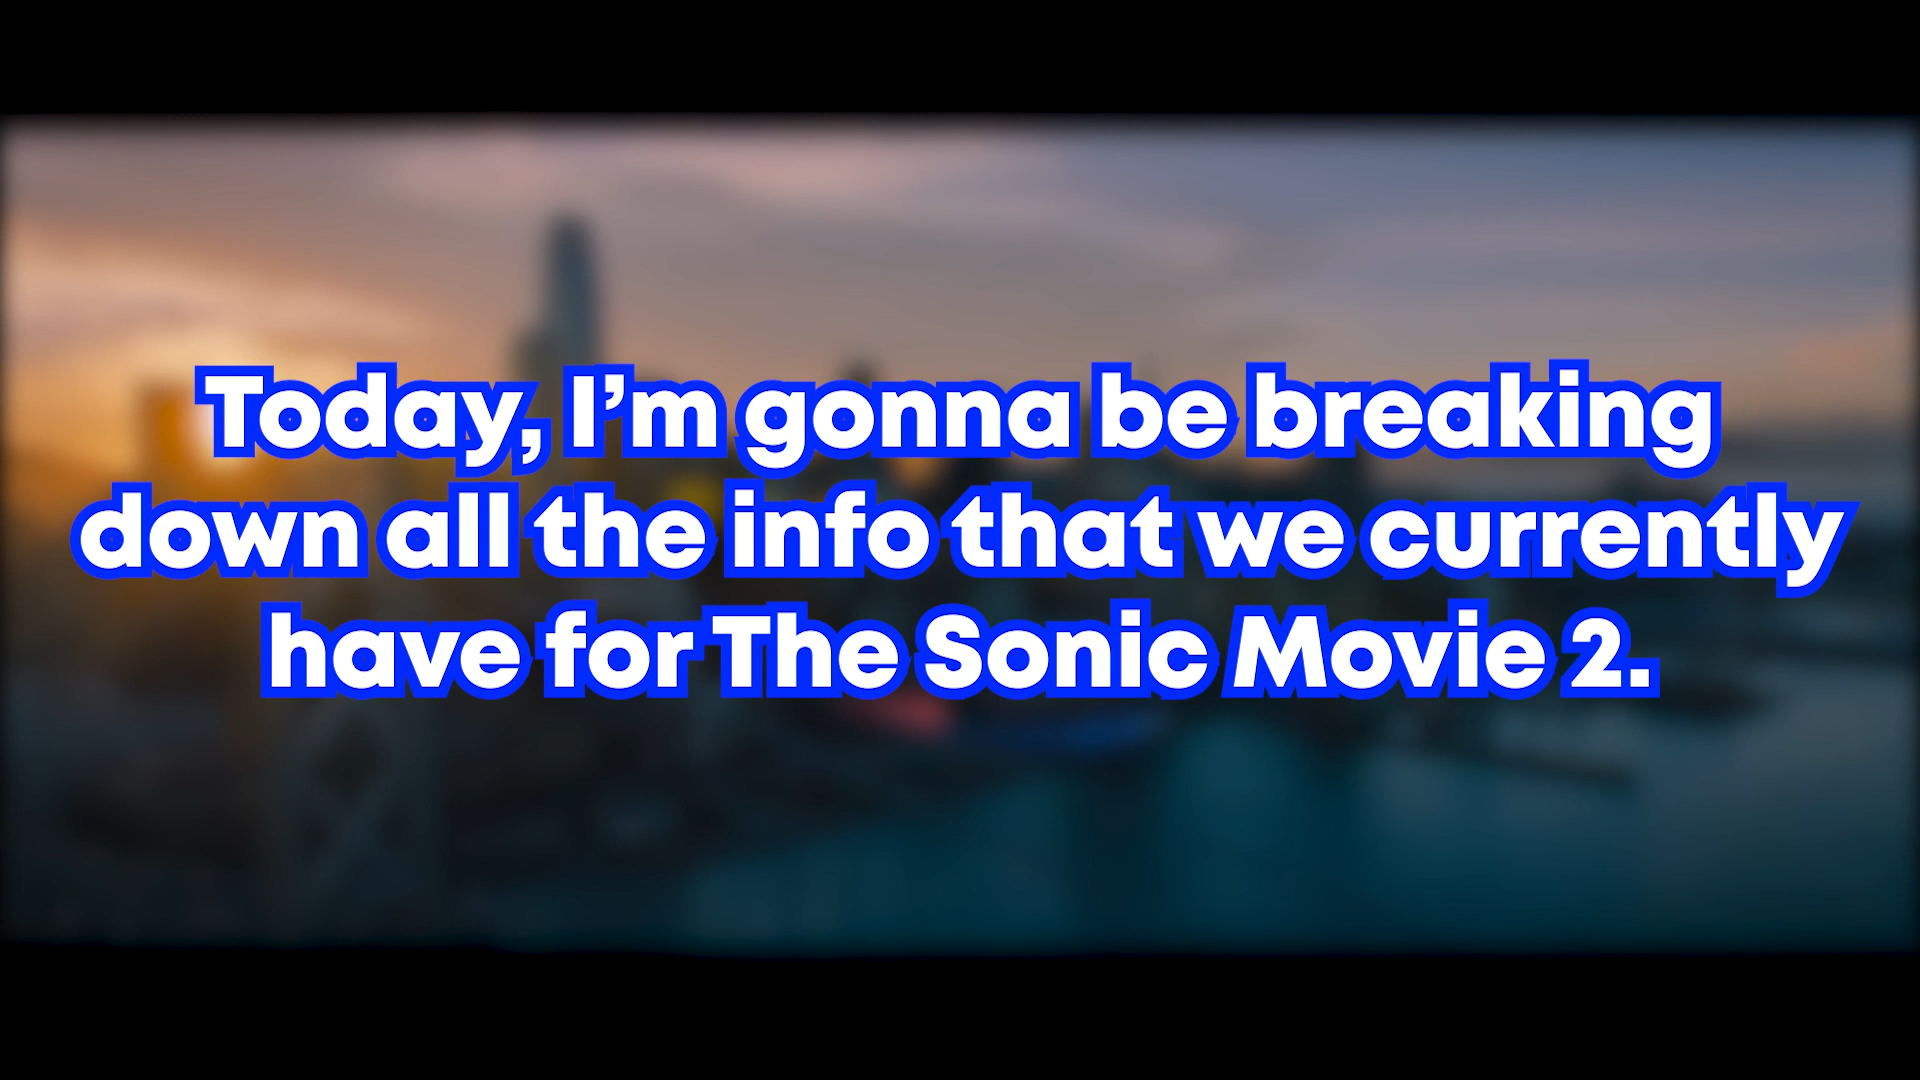 Today, I’m gonna be breaking
down all the info that we currently
have for The Sonic Movie 2.